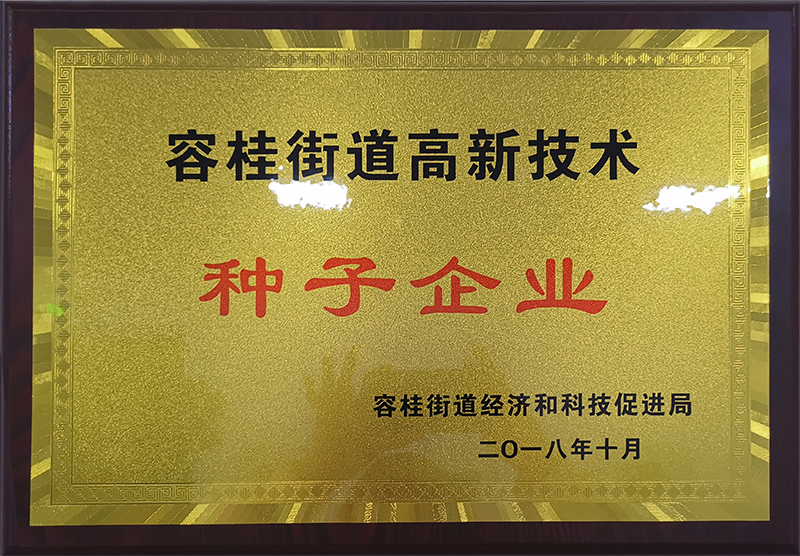 容桂街道高新技术
种子企业
容桂街道经济和科技促进局
二〇一八年十月